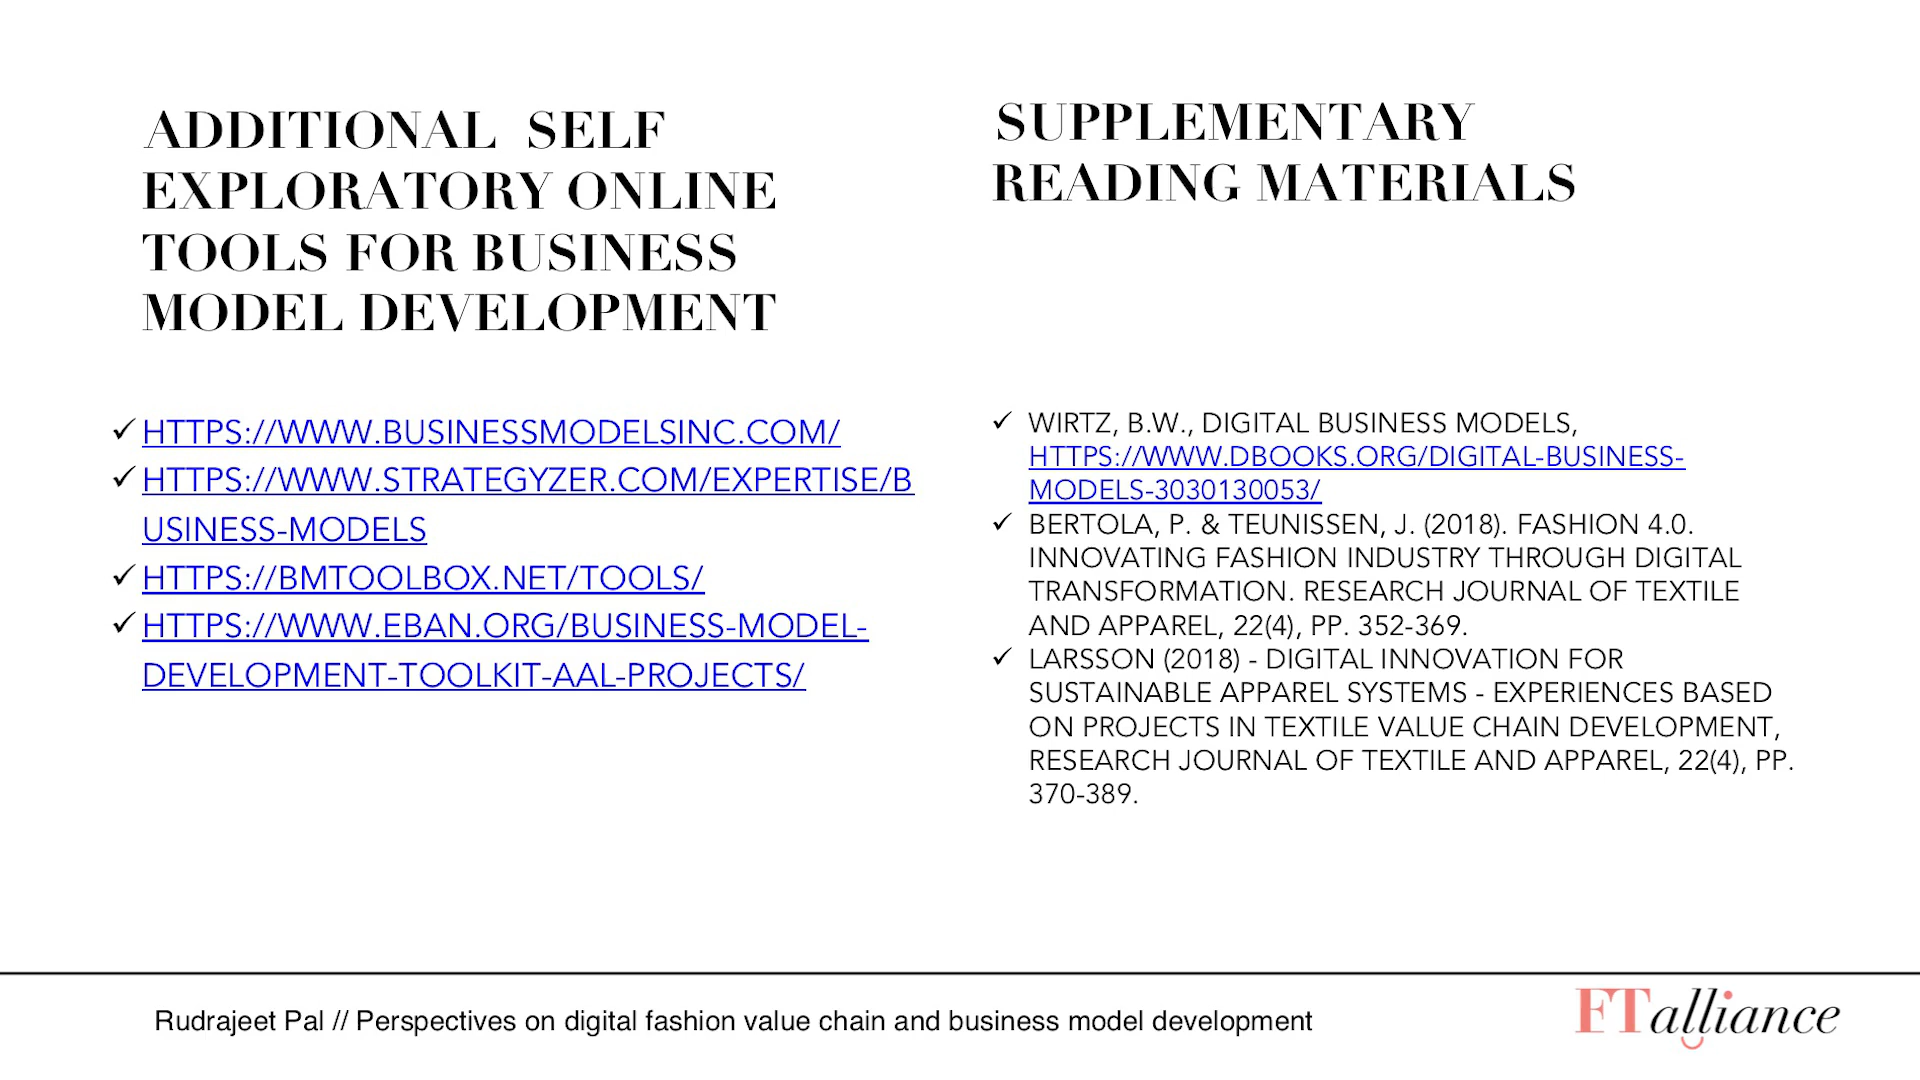 ADDITIONAL SELF
EXPLORATORY ONLINE
TOOLS FOR BUSINESS
MODEL DEVELOPMENT
✓ HTTPS://WWW.BUSINESSMODELSINC.COM/
✓ HTTPS://WWW.STRATEGYZER.COM/EXPERTISE/B
USINESS-MODELS
✓ HTTPS://BMTOOLBOX.NET/TOOLS/
✓ HTTPS://WWW.EBAN.ORG/BUSINESS-MODEL-
DEVELOPMENT-TOOLKIT-AAL-PROJECTS/
SUPPLEMENTARY
READING MATERIALS
✓ WIRTZ, B.W., DIGITAL BUSINESS MODELS,
HTTPS://WWW.DBOOKS.ORG/DIGITAL-BUSINESS-
MODELS-3030130053/
✓ BERTOLA, P. & TEUNISSEN, J. (2018). FASHION 4.0.
INNOVATING FASHION INDUSTRY THROUGH DIGITAL
TRANSFORMATION. RESEARCH JOURNAL OF TEXTILE
AND APPAREL, 22(4), PP. 352-369.
✓ LARSSON (2018) - DIGITAL INNOVATION FOR
SUSTAINABLE APPAREL SYSTEMS - EXPERIENCES BASED
ON PROJECTS IN TEXTILE VALUE CHAIN DEVELOPMENT,
RESEARCH JOURNAL OF TEXTILE AND APPAREL, 22(4), PP.
370-389.
Rudrajeet Pal // Perspectives on digital fashion value chain and business model development
FTalliance